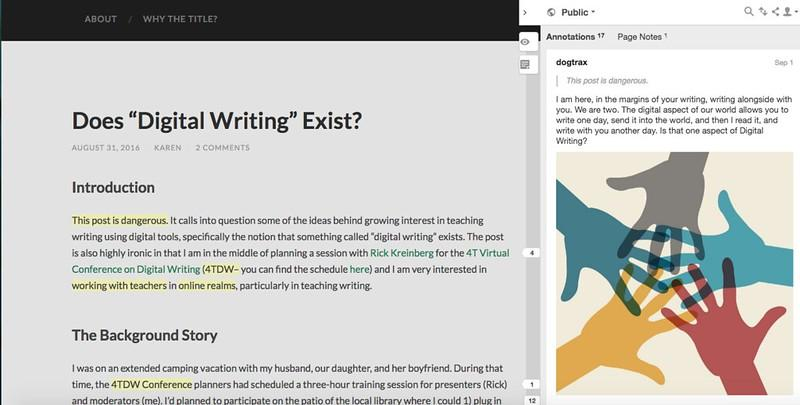 ABOUT / WHY THE TITLE?
Does “Digital Writing” Exist?
AUGUST 31, 2016 KAREN 2 COMMENTS
Introduction
This post is dangerous. It calls into question some of the ideas behind growing interest in teaching
writing using digital tools, specifically the notion that something called “digital writing” exists. The post
is also highly ironic in that I am in the middle of planning a session with Rick Kreinberg for the 4T Virtual
Conference on Digital Writing (4TDW– you can find the schedule here) and I am very interested in
working with teachers in online realms, particularly in teaching writing.
The Background Story
I was on an extended camping vacation with my husband, our daughter, and her boyfriend. During that
time, the 4TDW Conference planners had scheduled a three-hour training session for presenters (Rick)
and moderators (me). I’d planned to participate on the patio of the local library where I could 1) plug in
4
1
12
Public
Annotations 17 Page Notes 1
dogtrax Sep 1
This post is dangerous.
I am here, in the margins of your writing, writing alongside with
you. We are two. The digital aspect of our world allows you to
write one day, send it into the world, and then I read it, and
write with you another day. Is that one aspect of Digital
Writing?